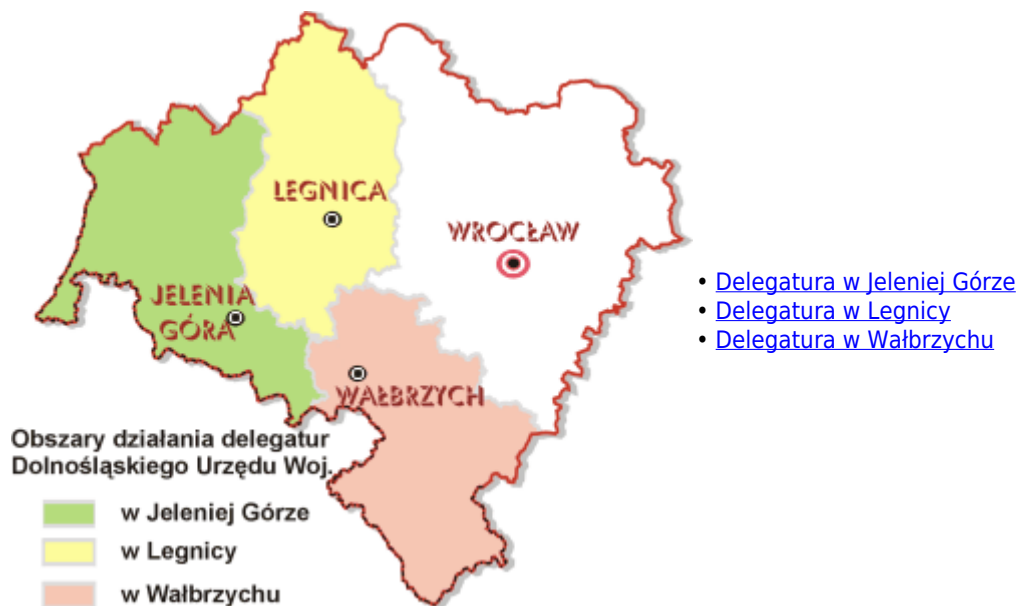 LEGNICA
WROCŁAW
JELENIA
GÓRA
WAŁBRZYCH
Obszary działania delegatur
Dolnośląskiego Urzędu Woj.
w Jeleniej Górze
w Legnicy
w Wałbrzychu
• Delegatura w Jeleniej Górze
• Delegatura w Legnicy
• Delegatura w Wałbrzychu